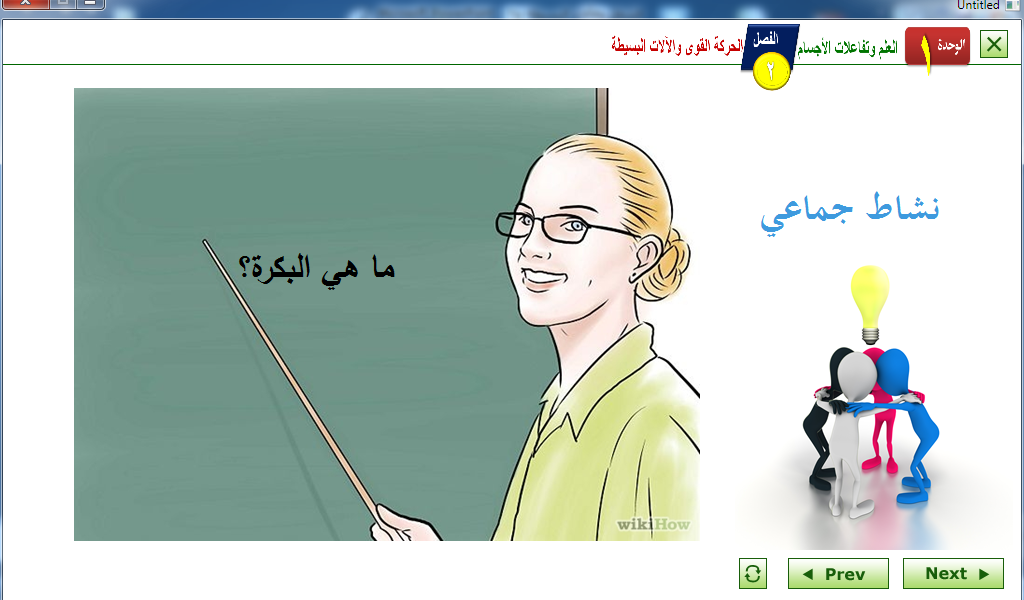 Untitled
الوحدة
١
العلم وتفاعلات الأجسام
الفصل
٢
الحركة القوى والآلات البسيطة
ما هي البكرة؟
نشاط جماعي
wikiHow
Prev
Next